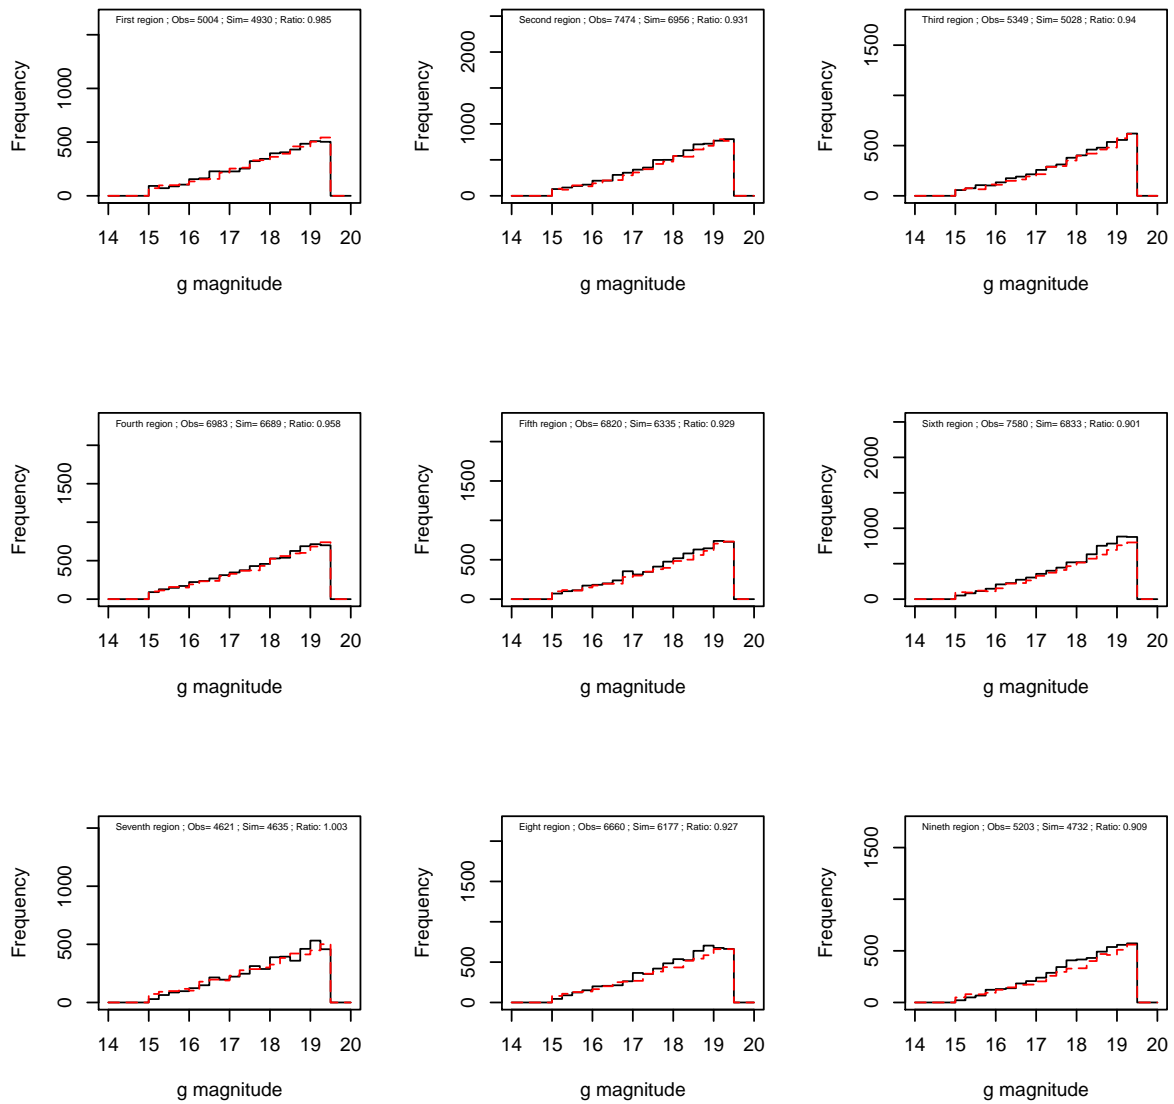 First region ; Obs= 5004 ; Sim= 4930 ; Ratio: 0.985
Frequency
0 500 1000
14 15 16 17 18 19 20
g magnitude
Second region ; Obs= 7474 ; Sim= 6956 ; Ratio: 0.931
Frequency
0 1000 2000
14 15 16 17 18 19 20
g magnitude
Third region ; Obs= 5349 ; Sim= 5028 ; Ratio: 0.94
Frequency
0 500 1500
14 15 16 17 18 19 20
g magnitude
Fourth region ; Obs= 6983 ; Sim= 6689 ; Ratio: 0.958
Frequency
0 500 1500
14 15 16 17 18 19 20
g magnitude
Fifth region ; Obs= 6820 ; Sim= 6335 ; Ratio: 0.929
Frequency
0 500 1500
14 15 16 17 18 19 20
g magnitude
Sixth region ; Obs= 7580 ; Sim= 6833 ; Ratio: 0.901
Frequency
0 1000 2000
14 15 16 17 18 19 20
g magnitude
Seventh region ; Obs= 4621 ; Sim= 4635 ; Ratio: 1.003
Frequency
0 500 1000
14 15 16 17 18 19 20
g magnitude
Eight region ; Obs= 6660 ; Sim= 6177 ; Ratio: 0.927
Frequency
0 500 1500
14 15 16 17 18 19 20
g magnitude
Nineth region ; Obs= 5203 ; Sim= 4732 ; Ratio: 0.909
Frequency
0 500 1500
14 15 16 17 18 19 20
g magnitude